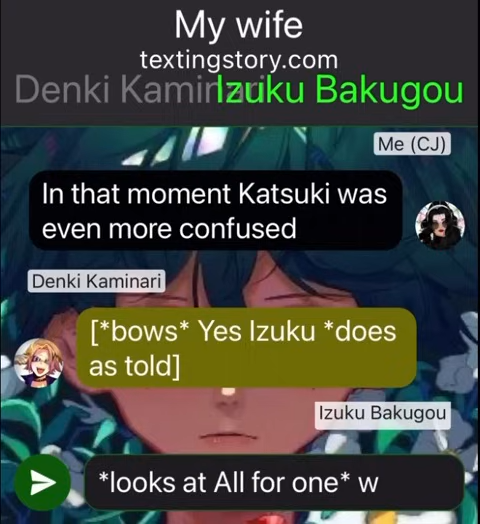 My wife
textingstory.com
Denki Kaminari Izuku Bakugou
Me (CJ)
In that moment Katsuki was
even more confused
Denki Kaminari
[*bows* Yes Izuku *does
as told]
Izuku Bakugou
*looks at All for one* w